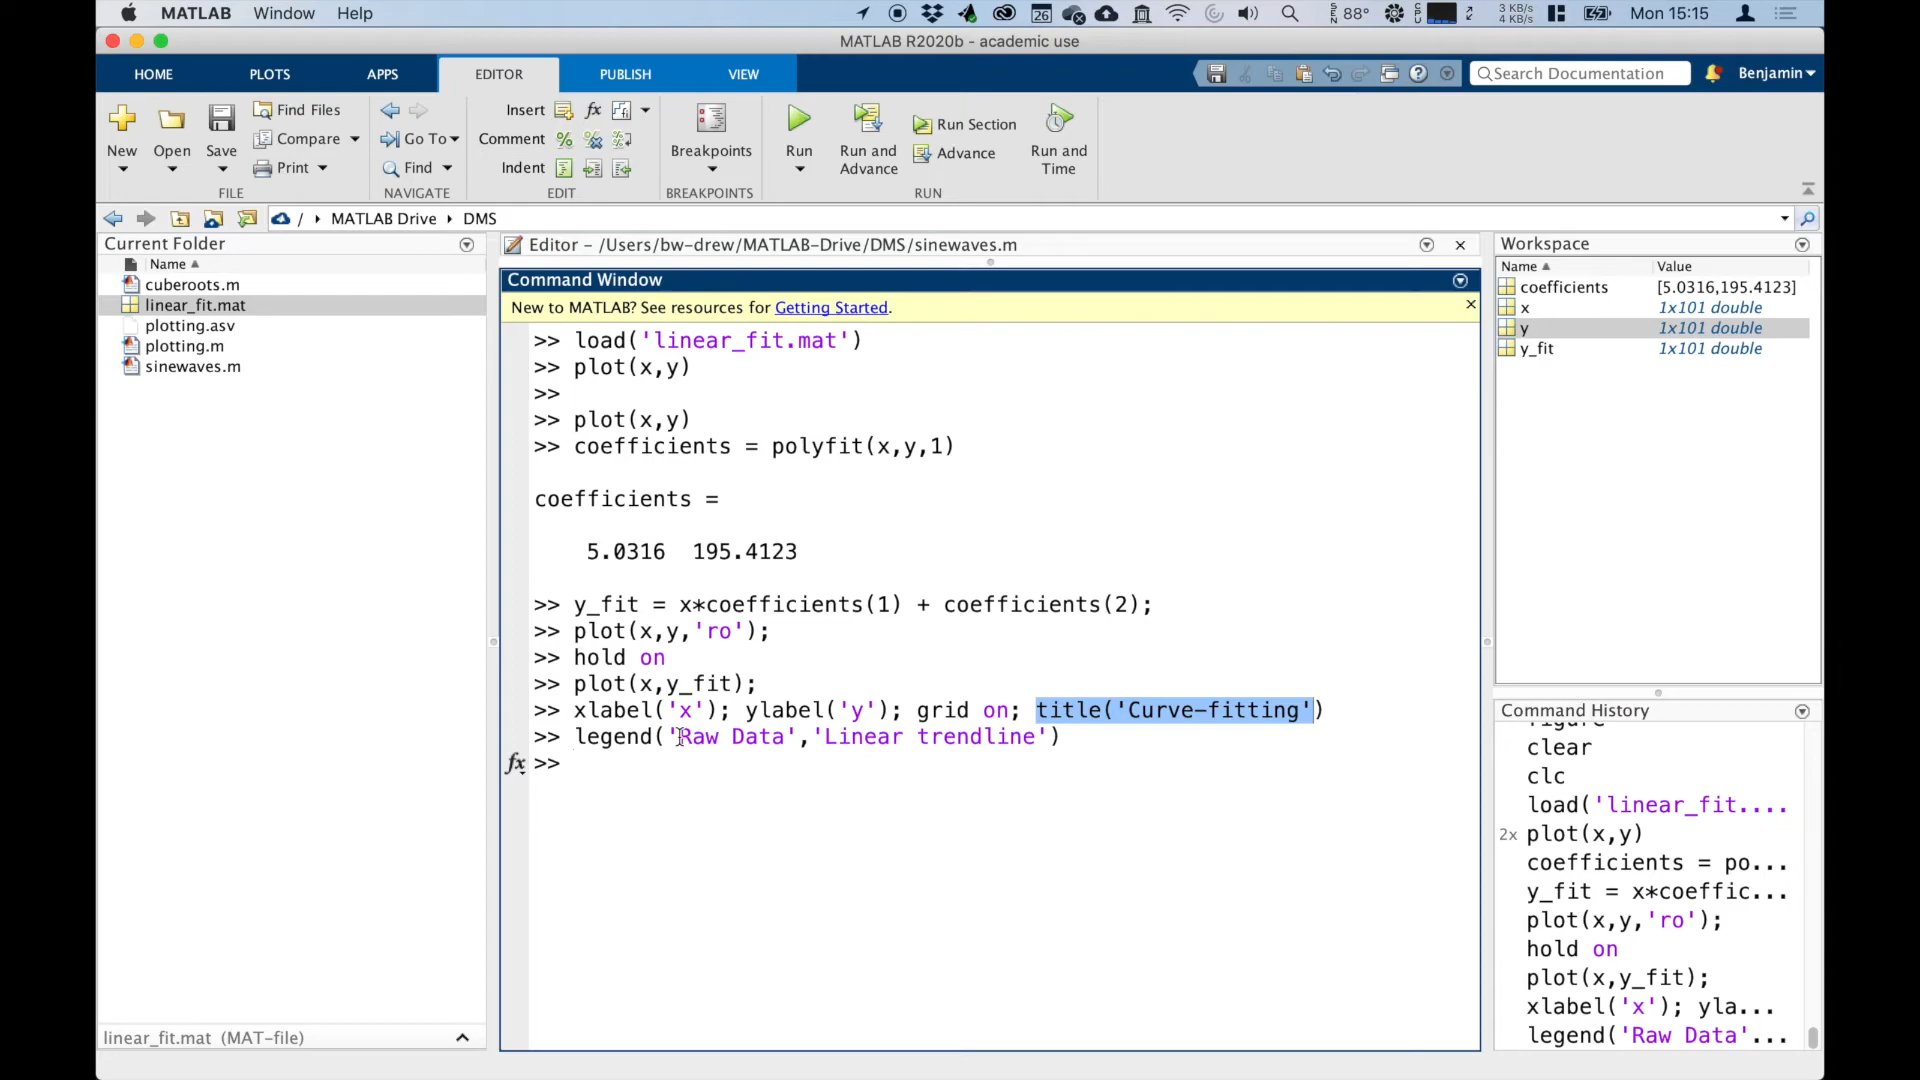 MATLAB Window Help
26
SEN 88°
CPU
3 KB/s
4 KB/s
Mon 15:15
MATLAB R2020b - academic use
HOME PLOTS APPS EDITOR PUBLISH VIEW
Search Documentation
Benjamin
New Open Save
Find Files
Compare
Print
FILE
Go To
Find
NAVIGATE
Insert fx
Comment % %
Indent
EDIT
Breakpoints
BREAKPOINTS
Run
Run and
Advance
Run Section
Advance
Run and
Time
RUN
/ MATLAB Drive DMS
Current Folder
Name
cuberoots.m
linear_fit.mat
plotting.asv
plotting.m
sinewaves.m
linear_fit.mat (MAT-file)
Editor – /Users/bw-drew/MATLAB-Drive/DMS/sinewaves.m
Command Window
New to MATLAB? See resources for Getting Started.
>> load('linear_fit.mat')
>> plot(x,y)
>>
>> plot(x,y)
>> coefficients = polyfit(x,y,1)
coefficients =
5.0316 195.4123
>> y_fit = x*coefficients(1) + coefficients(2);
>> plot(x,y,'ro');
>> hold on
>> plot(x,y_fit);
>> xlabel('x'); ylabel('y'); grid on; title('Curve-fitting')
>> legend('Raw Data','Linear trendline')
fx >>
Workspace
Name Value
coefficients [5.0316,195.4123]
x 1x101 double
y 1x101 double
y_fit 1x101 double
Command History
clear
clc
load('linear_fit....
2x plot(x,y)
coefficients = po...
y_fit = x*coeffic...
plot(x,y,'ro');
hold on
plot(x,y_fit);
xlabel('x'); yla...
legend('Raw Data'...